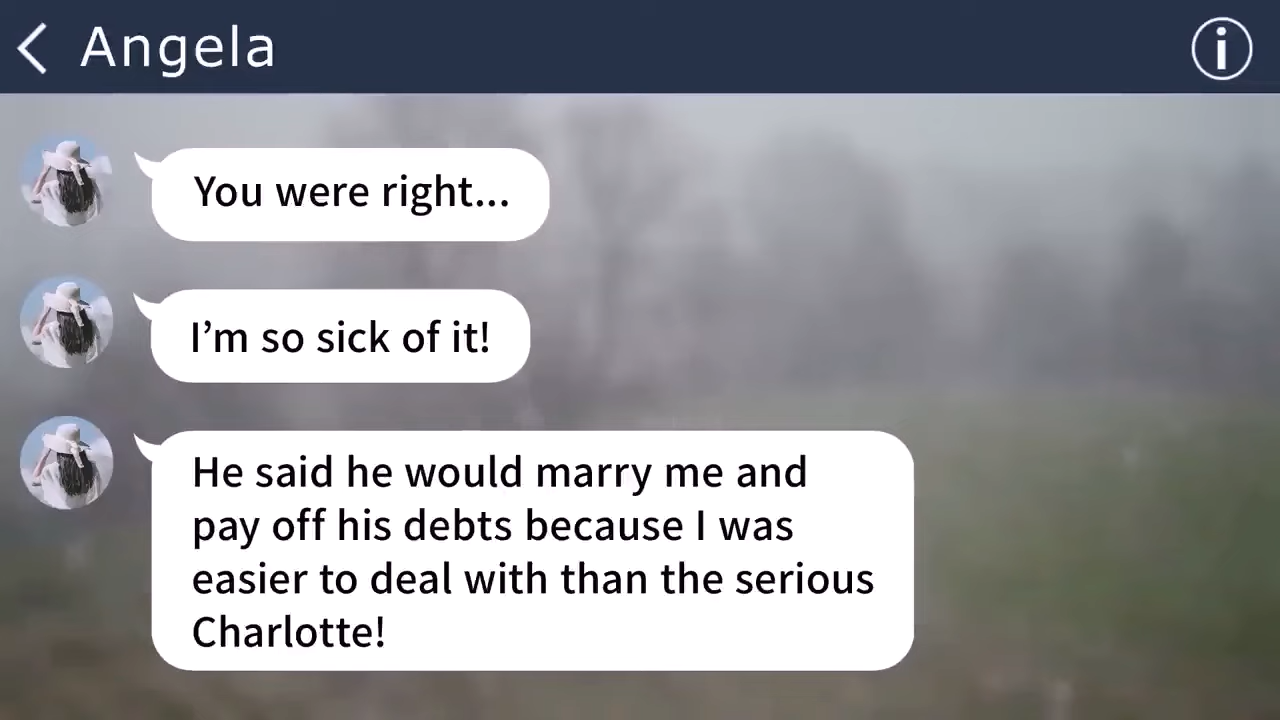 Angela
You were right...
I’m so sick of it!
He said he would marry me and
pay off his debts because I was
easier to deal with than the serious
Charlotte!